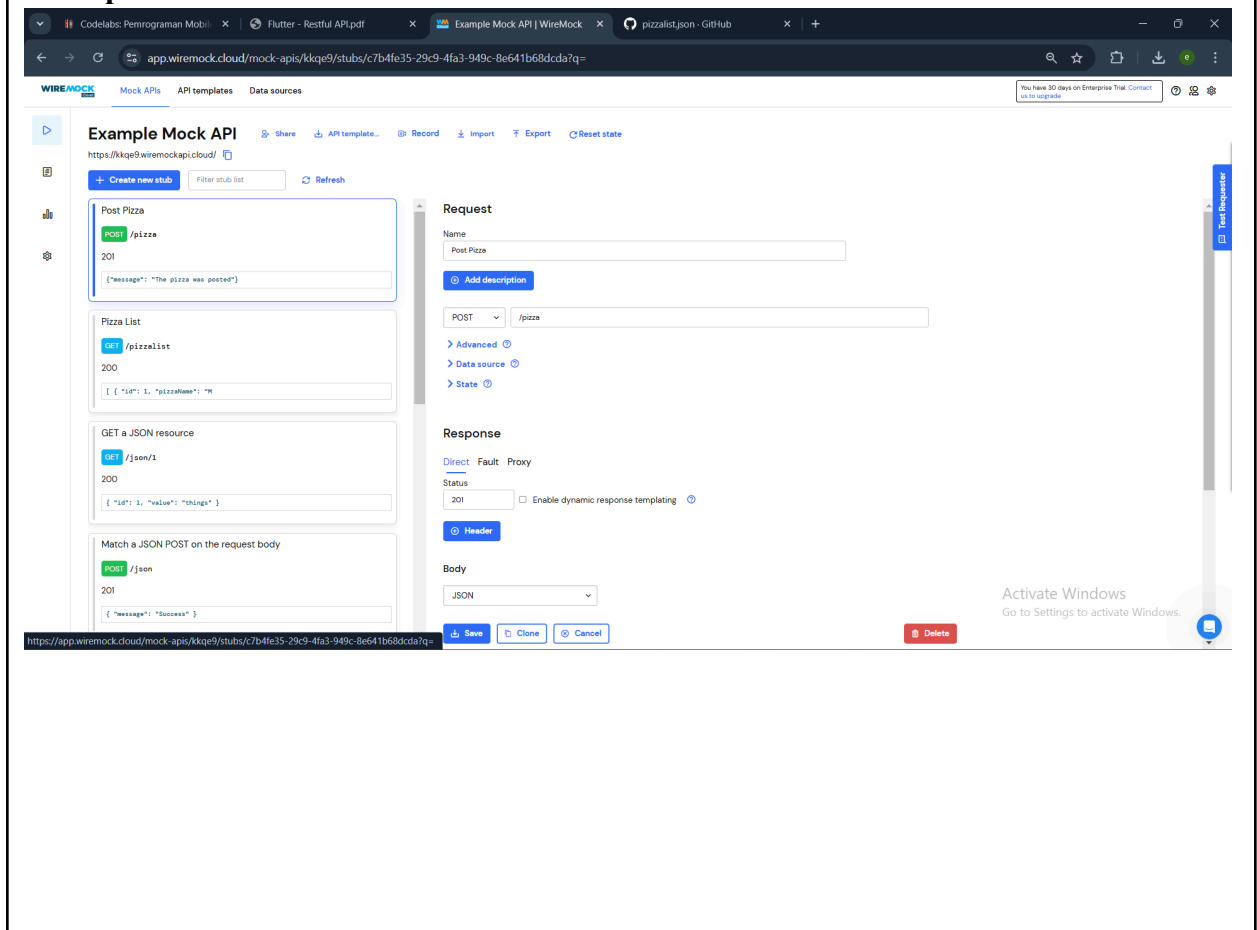 Codelabs: Pemrograman Mobil
Flutter - Restful API.pdf
Example Mock API | WireMock
pizzalist.json · GitHub
app.wiremock.cloud/mock-apis/kkqe9/stubs/c7b4fe35-29c9-4fa3-949c-8e641b68dcda?q=
e
WIREMOCK
Cloud
Mock APIs
API templates
Data sources
You have 30 days on Enterprise Trial. Contact
us to upgrade
Example Mock API
Share
API template...
Record
Import
Export
Reset state
https://kkqe9.wiremockapi.cloud/
+ Create new stub
Filter stub list
Refresh
Post Pizza
POST /pizza
201
{"message": "The pizza was posted"}
Pizza List
GET /pizzalist
200
[ { "id": 1, "pizzaName": "M
GET a JSON resource
GET /json/1
200
{ "id": 1, "value": "things" }
Match a JSON POST on the request body
POST /json
201
{ "message": "Success" }
Request
Name
Post Pizza
Add description
POST
/pizza
Advanced
Data source
State
Response
Direct Fault Proxy
Status
201
Enable dynamic response templating
Header
Body
JSON
Save
Clone
Cancel
Delete
Test Requester
Activate Windows
Go to Settings to activate Windows.
https://app.wiremock.cloud/mock-apis/kkqe9/stubs/c7b4fe35-29c9-4fa3-949c-8e641b68dcda?q=